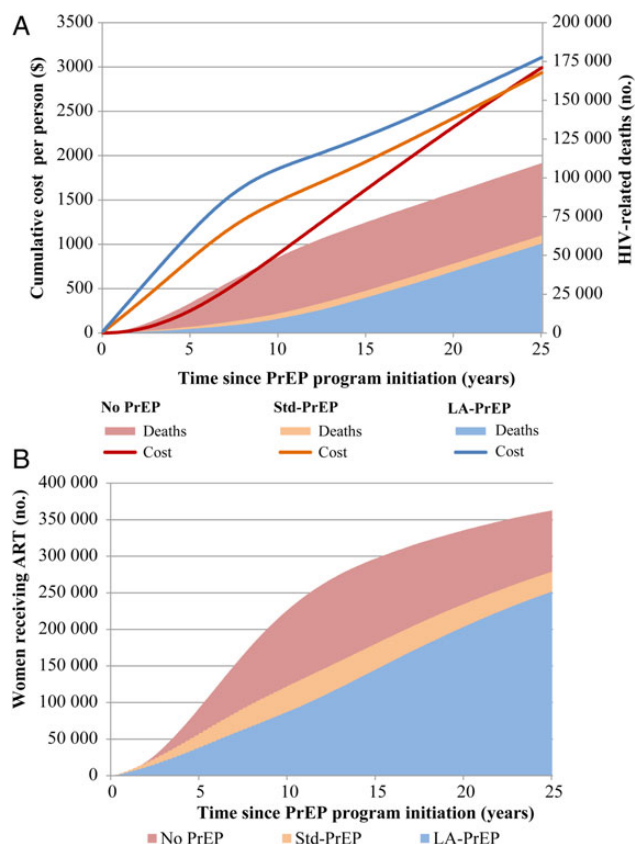 A
3500
3000
2500
2000
1500
1000
500
0
Cumulative cost per person ($)
200 000
175 000
150 000
125 000
100 000
75 000
50 000
25 000
0
HIV-related deaths (no.)
0 5 10 15 20 25
Time since PrEP program initiation (years)
No PrEP Std-PrEP LA-PrEP
Deaths Deaths Deaths
Cost Cost Cost
B
400 000
350 000
300 000
250 000
200 000
150 000
100 000
50 000
0
Women receiving ART (no.)
0 5 10 15 20 25
Time since PrEP program initiation (years)
No PrEP Std-PrEP LA-PrEP